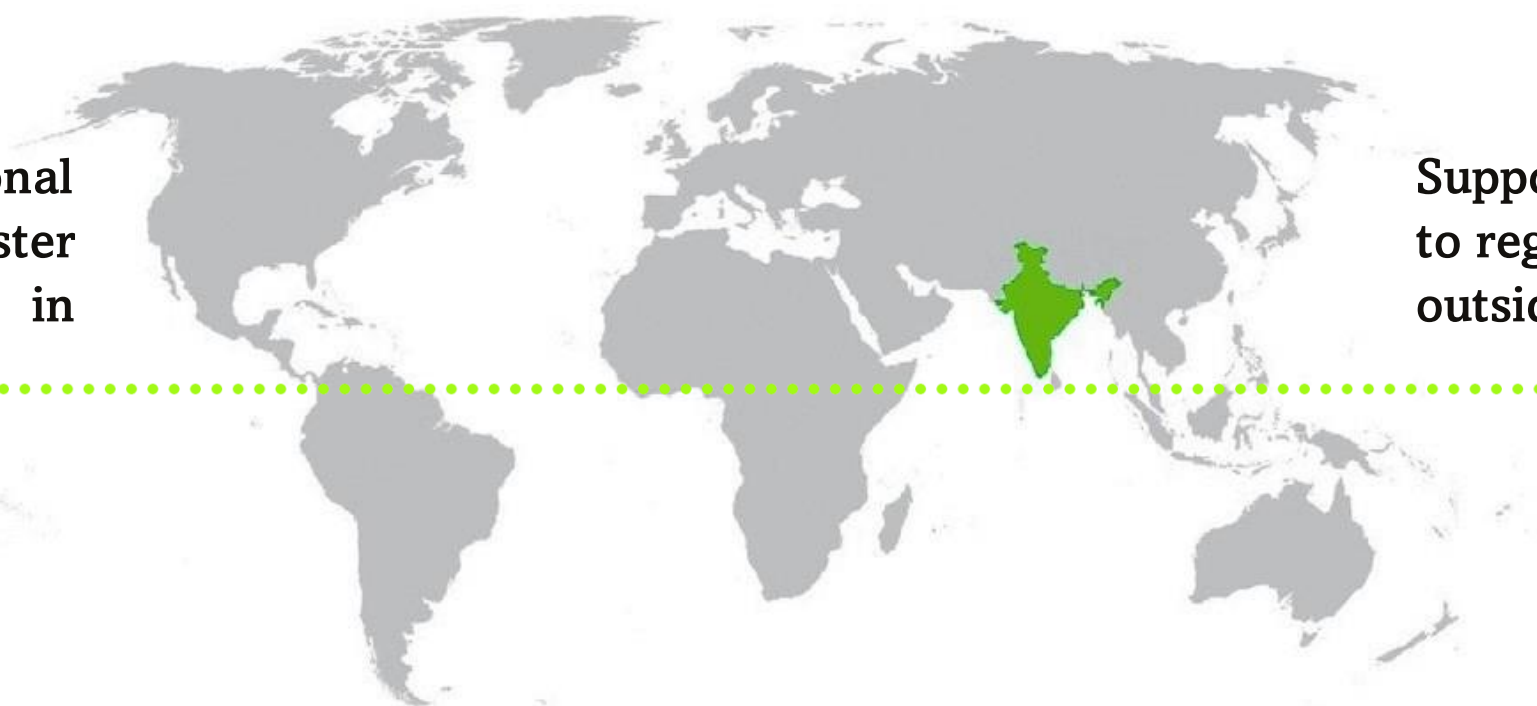 onal
ster
in
Suppo
to reg
outsid